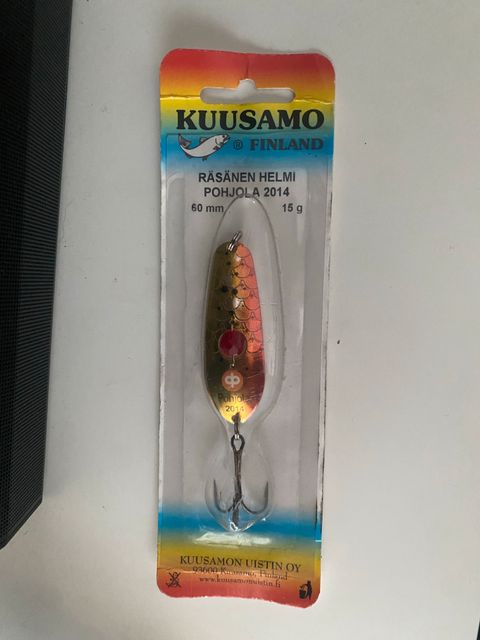 KUUSAMO
® FINLAND
RÄSÄNEN HELMI
POHJOLA 2014
60 mm 15 g
Pohjola
2014
KUUSAMON UISTIN OY
93600 Kuusamo, Finland
www.kuusamonuistin.fi